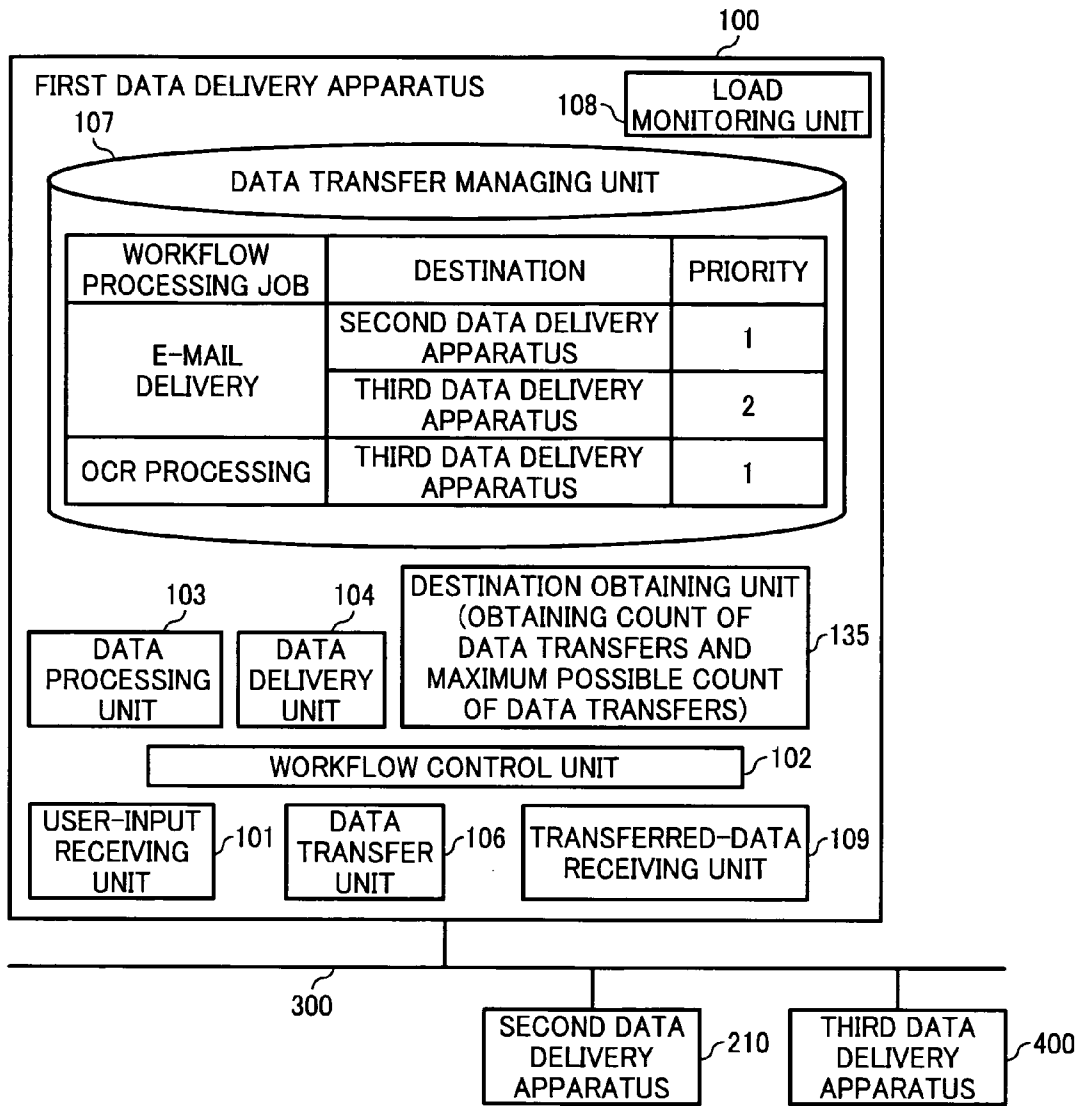 100
FIRST DATA DELIVERY APPARATUS
LOAD
MONITORING UNIT
108
107
DATA TRANSFER MANAGING UNIT
WORKFLOW
PROCESSING JOB
DESTINATION
PRIORITY
E-MAIL
DELIVERY
SECOND DATA DELIVERY
APPARATUS
1
THIRD DATA DELIVERY
APPARATUS
2
OCR PROCESSING
THIRD DATA DELIVERY
APPARATUS
1
103
DATA
PROCESSING
UNIT
104
DATA
DELIVERY
UNIT
DESTINATION OBTAINING UNIT
(OBTAINING COUNT OF
DATA TRANSFERS AND
MAXIMUM POSSIBLE COUNT
OF DATA TRANSFERS)
135
WORKFLOW CONTROL UNIT
102
USER-INPUT
RECEIVING
UNIT
101
DATA
TRANSFER
UNIT
106
TRANSFERRED-DATA
RECEIVING UNIT
109
300
SECOND DATA
DELIVERY
APPARATUS
210
THIRD DATA
DELIVERY
APPARATUS
400